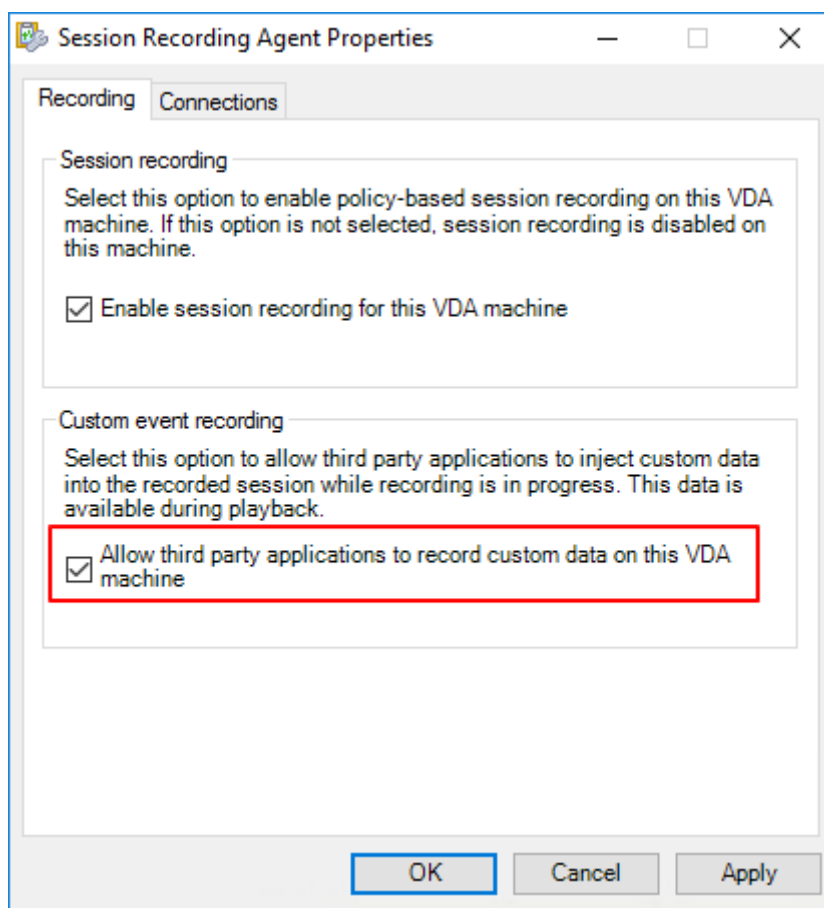 Session Recording Agent Properties
Recording
Connections
Session recording
Select this option to enable policy-based session recording on this VDA
machine. If this option is not selected, session recording is disabled on
this machine.
Enable session recording for this VDA machine
Custom event recording
Select this option to allow third party applications to inject custom data
into the recorded session while recording is in progress. This data is
available during playback.
Allow third party applications to record custom data on this VDA
machine
OK
Cancel
Apply